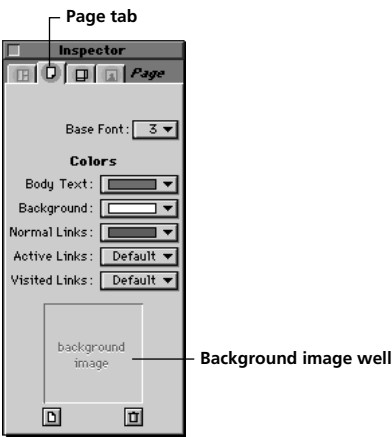 Page tab
Inspector
Page
Base Font: 3
Colors
Body Text:
Background:
Normal Links:
Active Links: Default
Visited Links: Default
background
image
Background image well